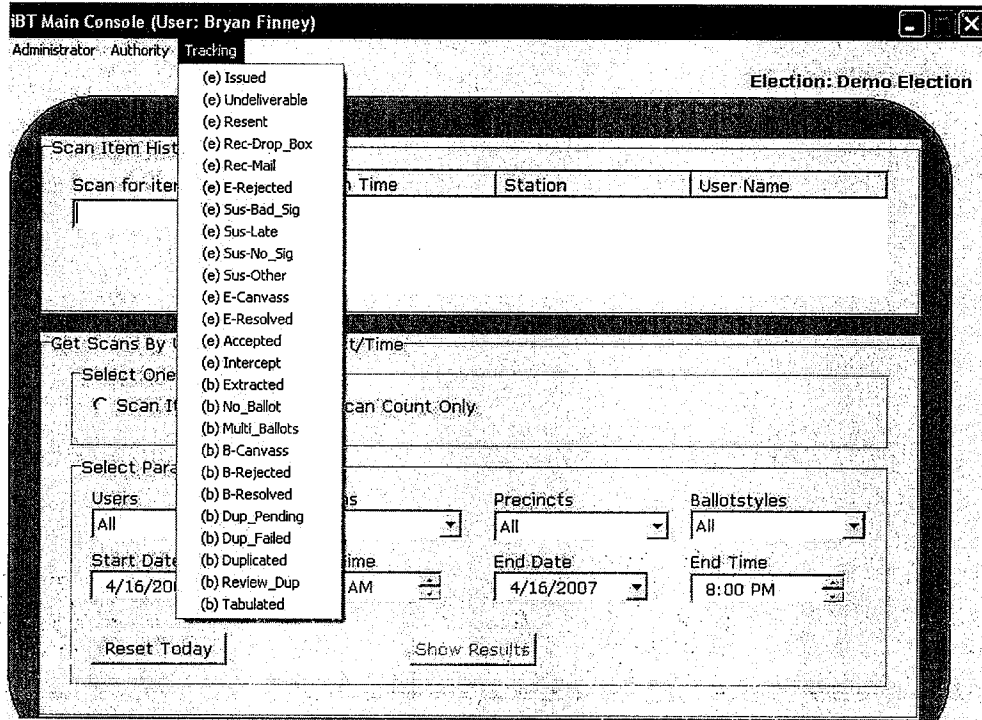 iBT Main Console (User: Bryan Finney)
Administrator Authority Tracking
Election: Demo Election
(e) Issued
(e) Undeliverable
(e) Resent
(e) Rec-Drop_Box
(e) Rec-Mail
(e) E-Rejected
(e) Sus-Bad_Sig
(e) Sus-Late
(e) Sus-No_Sig
(e) Sus-Other
(e) E-Canvass
(e) E-Resolved
(e) Accepted
(e) Intercept
(b) Extracted
(b) No_Ballot
(b) Multi_Ballots
(b) B-Canvass
(b) B-Rejected
(b) B-Resolved
(b) Dup_Pending
(b) Dup_Failed
(b) Duplicated
(b) Review_Dup
(b) Tabulated
Scan Item Hist
Scan for iter Time Station User Name
Get Scans By t/Time
Select One
Scan It can Count Only
Select Para
Users ns Precincts Ballotstyles
All All All
Start Date ime End Date End Time
4/16/200 AM 4/16/2007 8:00 PM
Reset Today Show Results